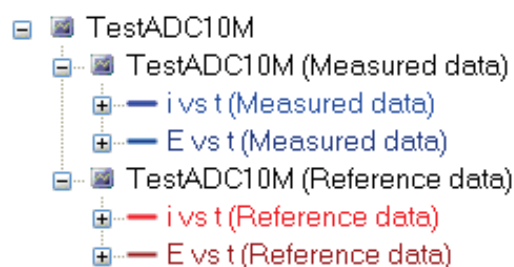 TestADC10M
TestADC10M (Measured data)
i vs t (Measured data)
E vs t (Measured data)
TestADC10M (Reference data)
i vs t (Reference data)
E vs t (Reference data)